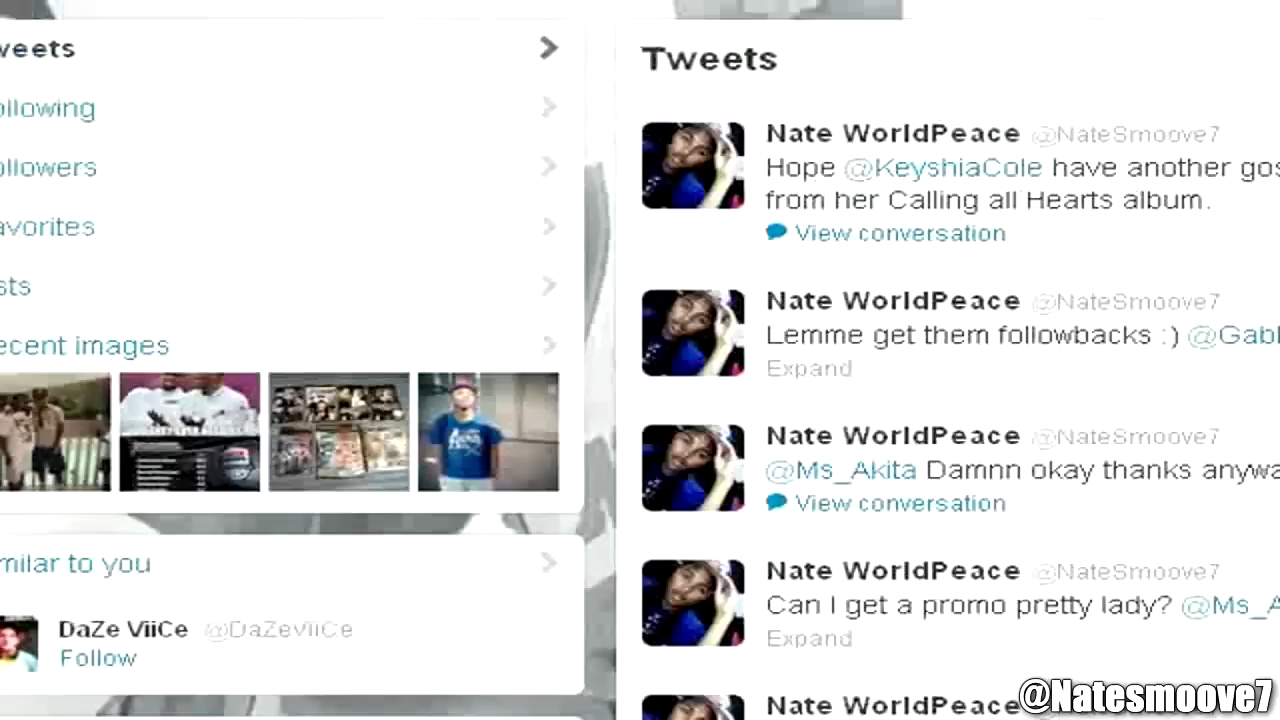 weets
ollowing
ollowers
avorites
sts
ecent images
milar to you
DaZe ViiCe @DaZeViiCe
Follow
Tweets
Nate WorldPeace @NateSmoove7
Hope @KeyshiaCole have another gos
from her Calling all Hearts album.
View conversation
Nate WorldPeace @NateSmoove7
Lemme get them followbacks :) @Gabl
Expand
Nate WorldPeace @NateSmoove7
@Ms_Akita Damnn okay thanks anywa
View conversation
Nate WorldPeace @NateSmoove7
Can I get a promo pretty lady? @Ms_A
Expand
Nate WorldPeace
@Natesmoove7